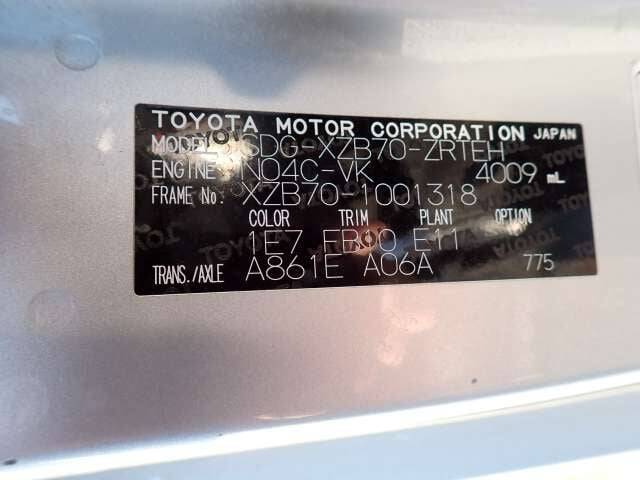 TOYOTA MOTOR CORPORATION JAPAN
MODEL SDG-XZB70-ZRTEH
ENGINE N04C-VK 4009 mL
FRAME No. XZB70-1001318
COLOR TRIM PLANT OPTION
1E7 FB00 E11
TRANS./AXLE A861E A06A 775